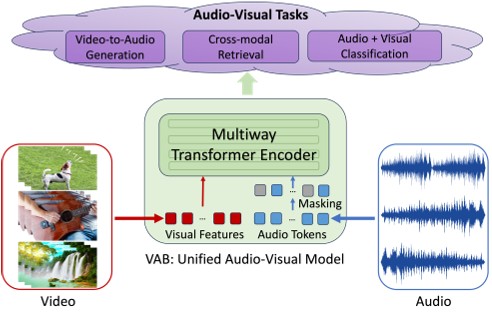 Audio-Visual Tasks
Video-to-Audio
Generation
Cross-modal
Retrieval
Audio + Visual
Classification
Multiway
Transformer Encoder
...
...
Masking
...
...
Visual Features
Audio Tokens
VAB: Unified Audio-Visual Model
Video
Audio